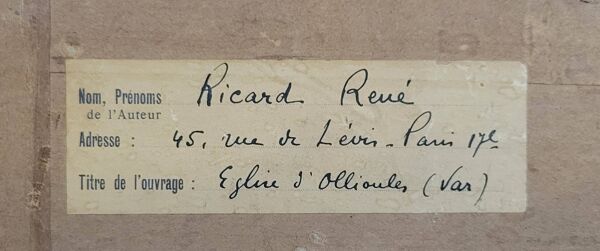 Nom, Prénoms Ricard René
de l'Auteur
Adresse : 45, rue de Lévis - Paris 17e
Titre de l'ouvrage : Eglise d'Ollioules (Var)